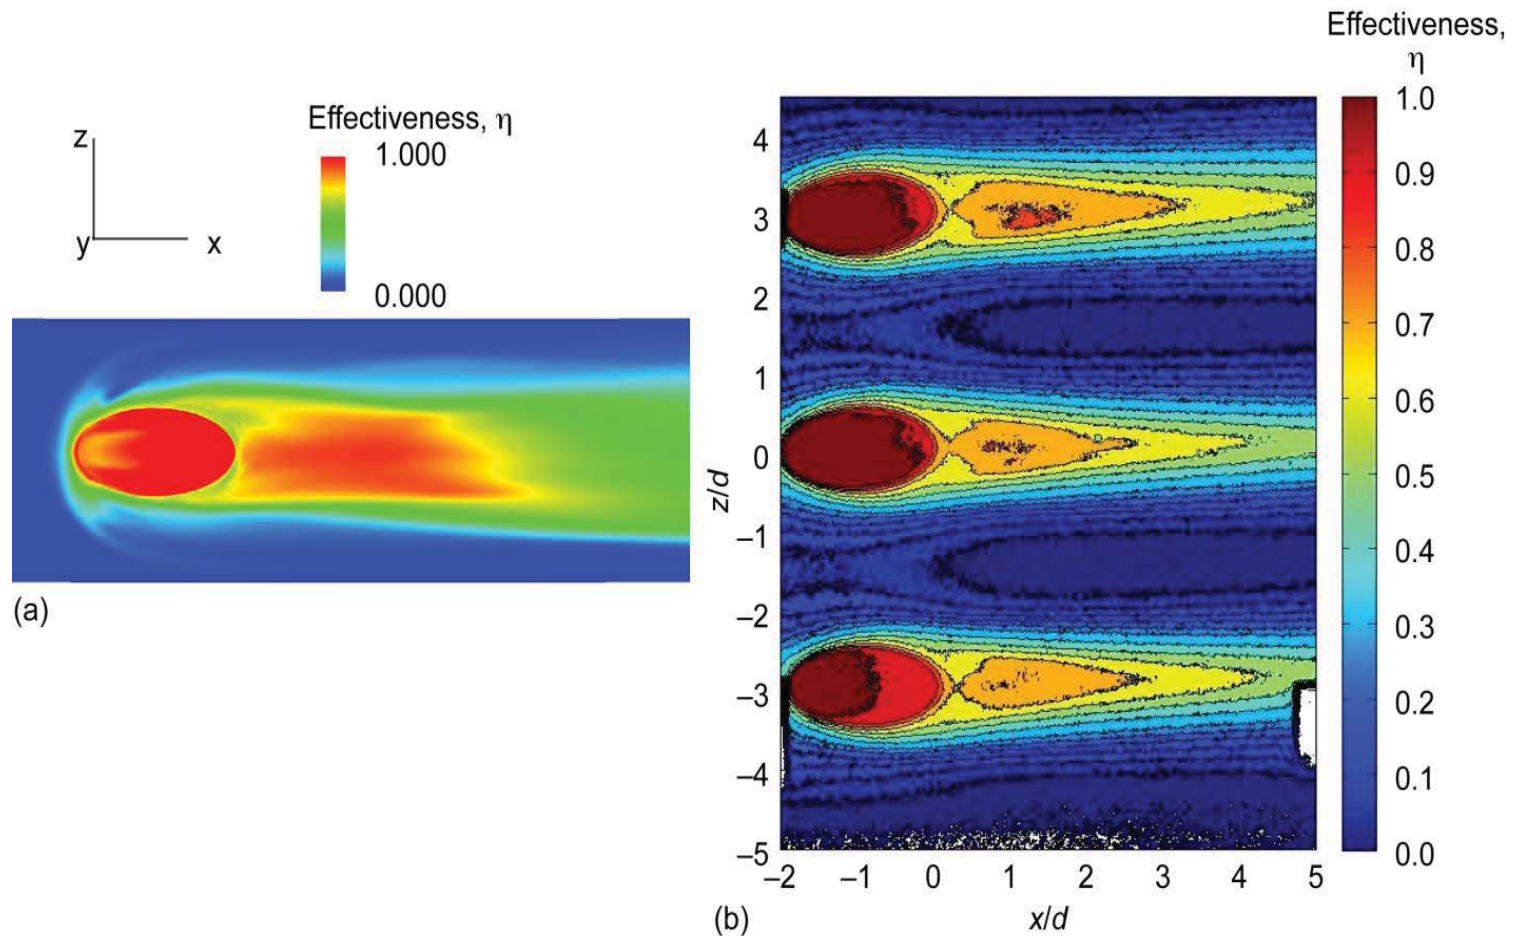 Effectiveness, η
1.000
0.000
z
y
x
(a)
Effectiveness,
η
1.0
0.9
0.8
0.7
0.6
0.5
0.4
0.3
0.2
0.1
0.0
z/d
4
3
2
1
0
–1
–2
–3
–4
–5
–2 –1 0 1 2 3 4 5
x/d
(b)